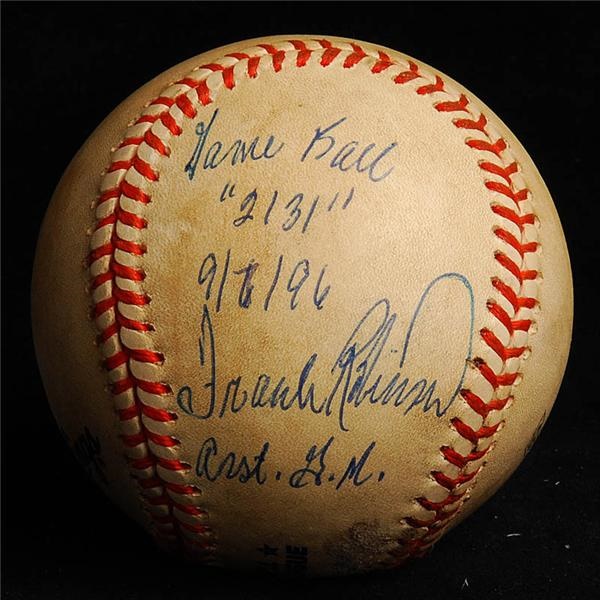 Game Ball
"2131"
9/6/96
Frank Robinson
Asst. G.M.